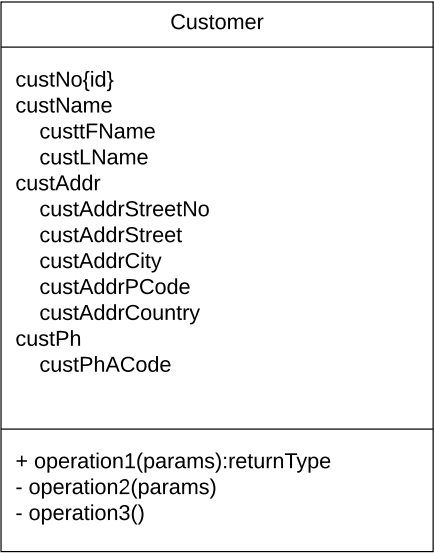 Customer
custNo{id}
custName
custtFName
custLName
custAddr
custAddrStreetNo
custAddrStreet
custAddrCity
custAddrPCode
custAddrCountry
custPh
custPhACode
+ operation1(params):returnType
- operation2(params)
- operation3()